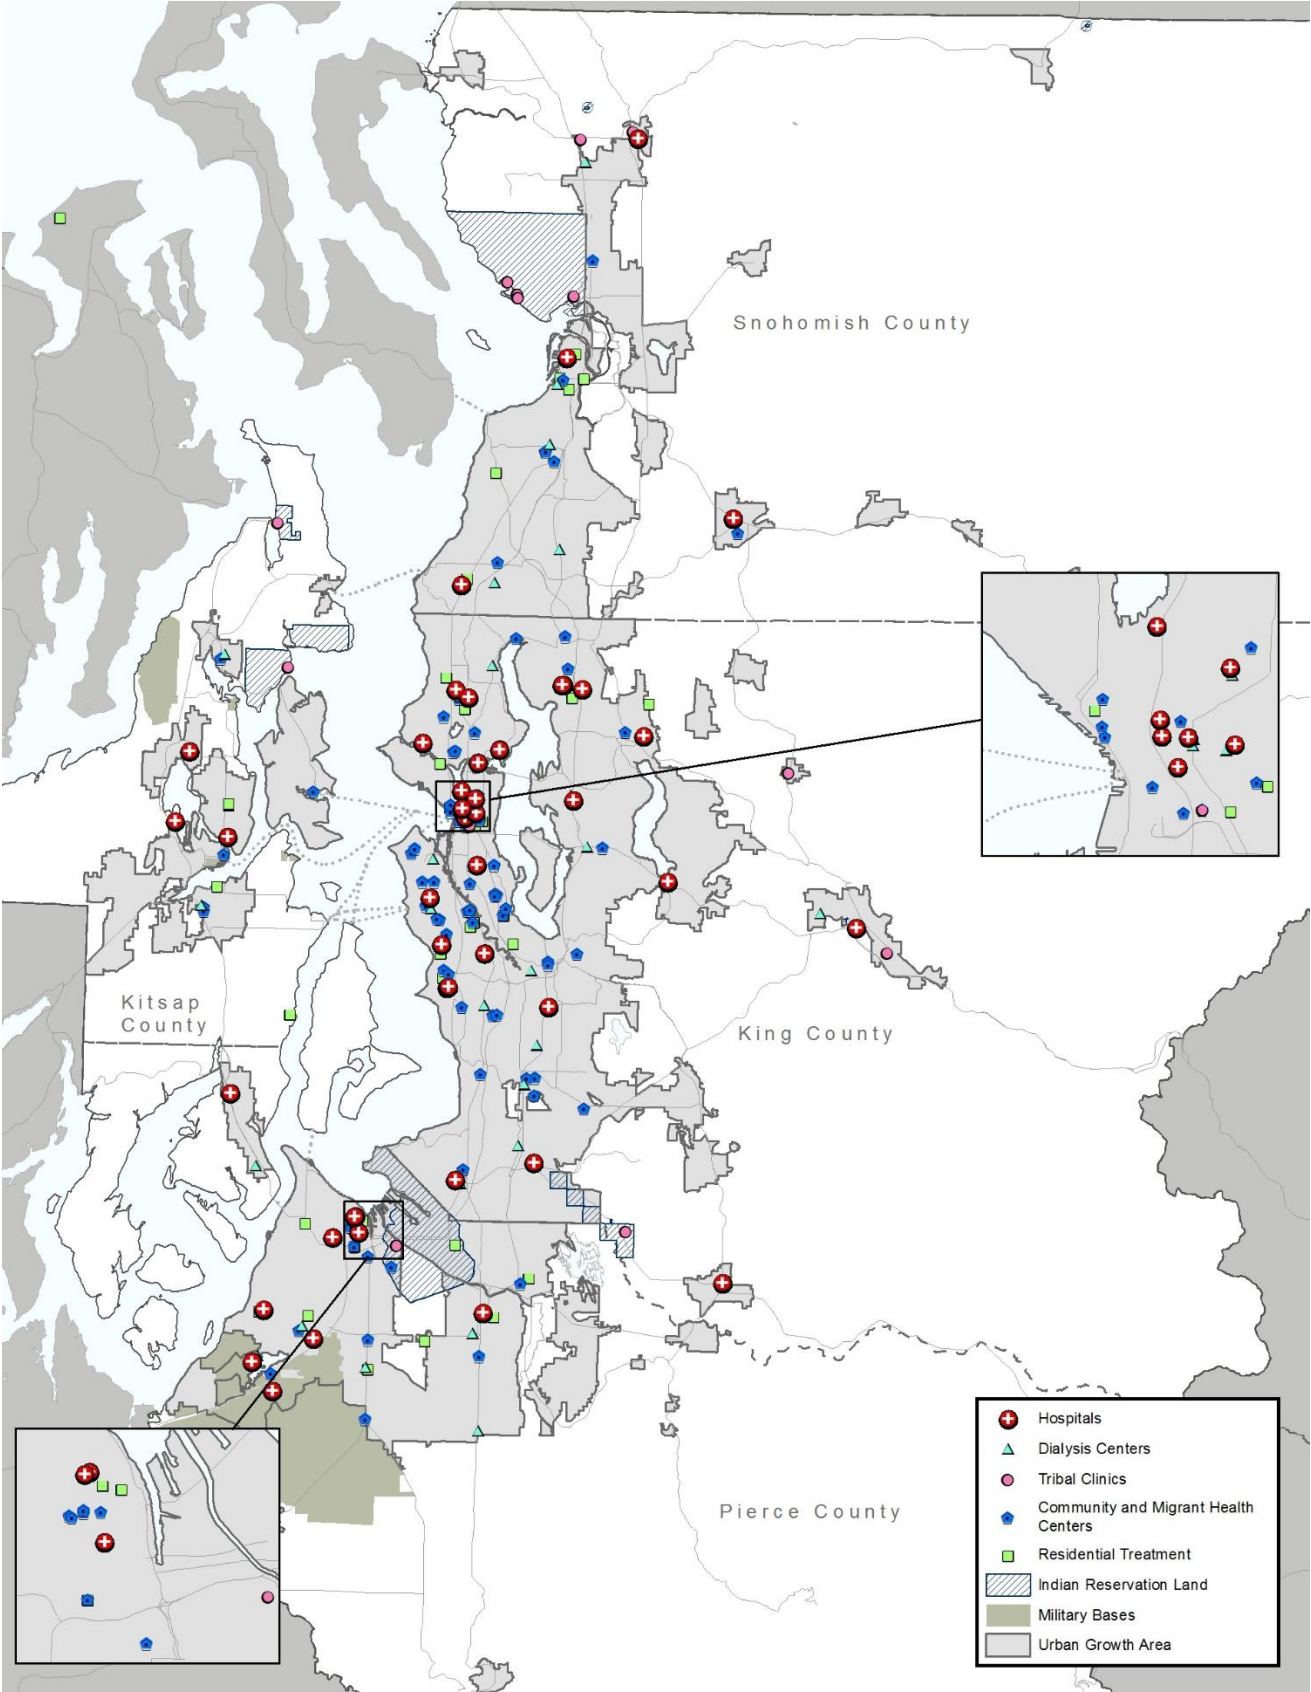 Snohomish County
Kitsap
County
King County
Pierce County
Hospitals
Dialysis Centers
Tribal Clinics
Community and Migrant Health
Centers
Residential Treatment
Indian Reservation Land
Military Bases
Urban Growth Area